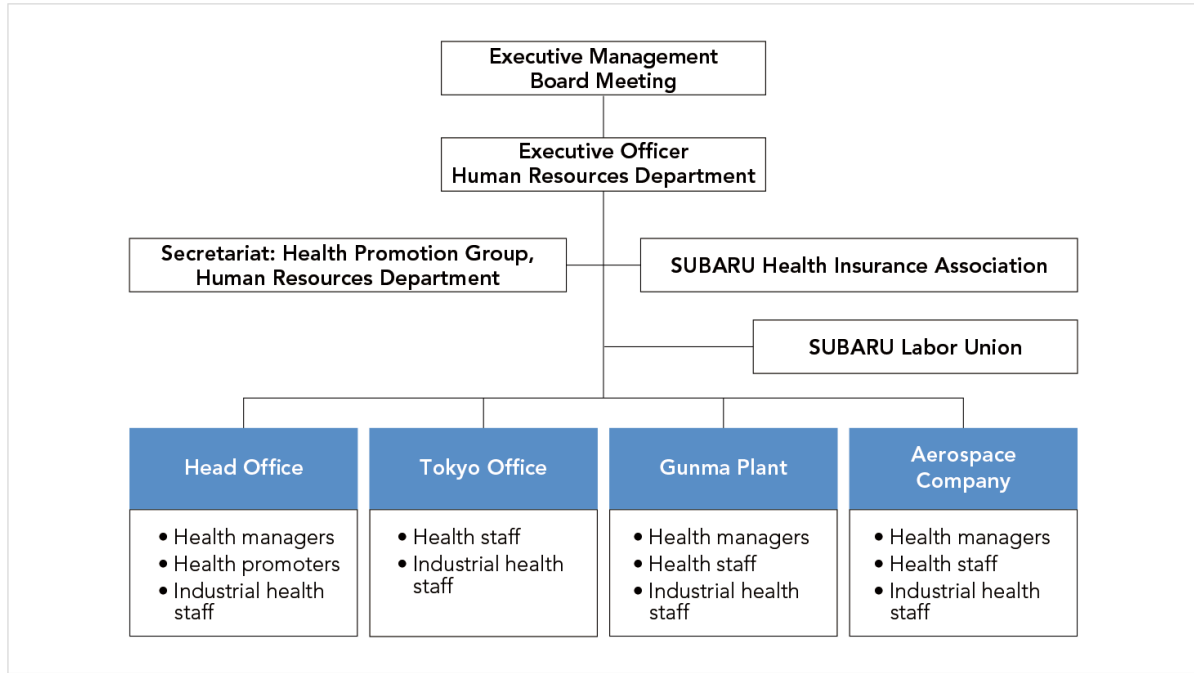 Executive Management
Board Meeting
Executive Officer
Human Resources Department
Secretariat: Health Promotion Group,
Human Resources Department
SUBARU Health Insurance Association
SUBARU Labor Union
Head Office
• Health managers
• Health promoters
• Industrial health
staff
Tokyo Office
• Health staff
• Industrial health
staff
Gunma Plant
• Health managers
• Health staff
• Industrial health
staff
Aerospace
Company
• Health managers
• Health staff
• Industrial health
staff